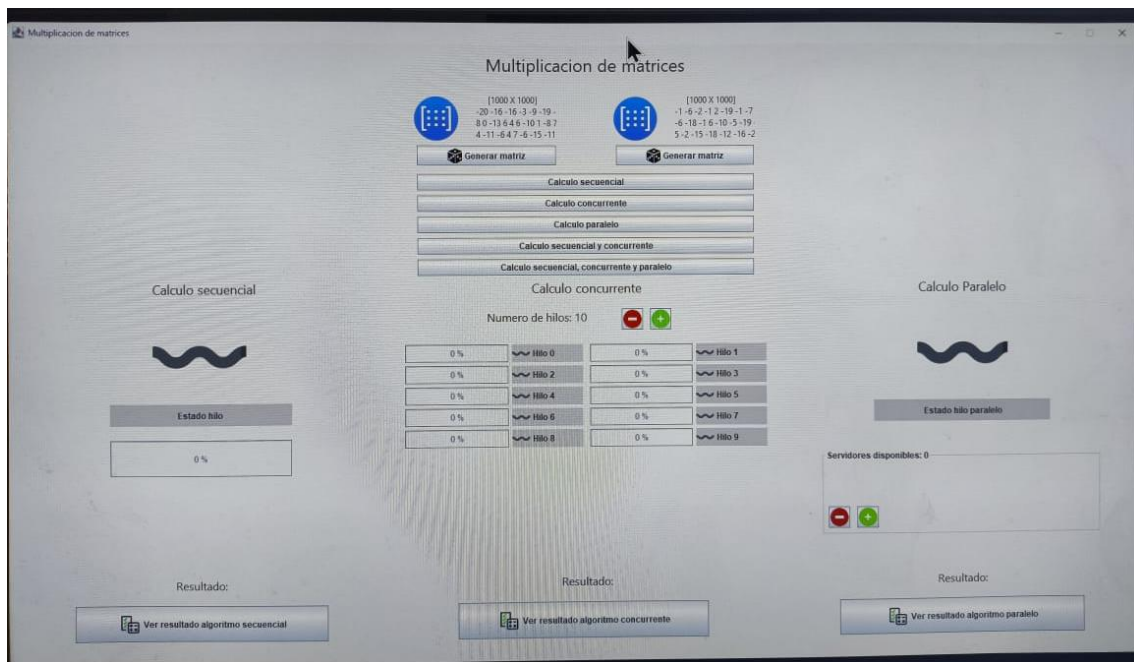 Multiplicacion de matrices
Multiplicacion de matrices
[1000 X 1000]
-20 -16 -16 -3 -9 -19 -
8 0 -13 6 4 6 -10 1 -8 7
4 -11 -6 4 7 -6 -15 -11
[1000 X 1000]
-1 -6 -2 -1 2 -19 -1 -7
-6 -18 -1 6 -10 -5 -19
5 -2 -15 -18 -12 -16 -2
Generar matriz
Generar matriz
Calculo secuencial
Calculo concurrente
Calculo paralelo
Calculo secuencial y concurrente
Calculo secuencial, concurrente y paralelo
Calculo secuencial
Estado hilo
0 %
Resultado:
Ver resultado algoritmo secuencial
Calculo concurrente
Numero de hilos: 10
0 % Hilo 0 0 % Hilo 1
0 % Hilo 2 0 % Hilo 3
0 % Hilo 4 0 % Hilo 5
0 % Hilo 6 0 % Hilo 7
0 % Hilo 8 0 % Hilo 9
Resultado:
Ver resultado algoritmo concurrente
Calculo Paralelo
Estado hilo paralelo
Servidores disponibles: 0
Resultado:
Ver resultado algoritmo paralelo